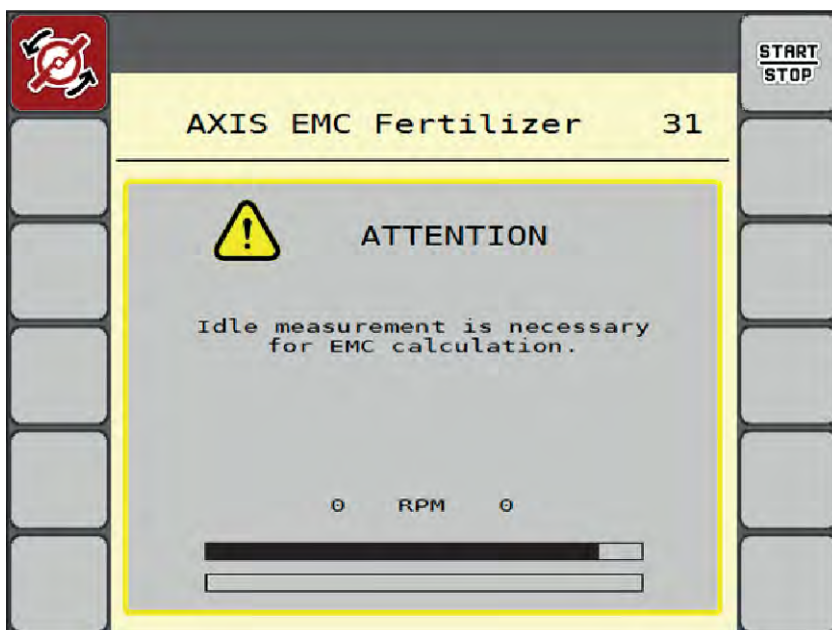 START
STOP
AXIS EMC Fertilizer 31
!
ATTENTION
Idle measurement is necessary
for EMC calculation.
0 RPM 0